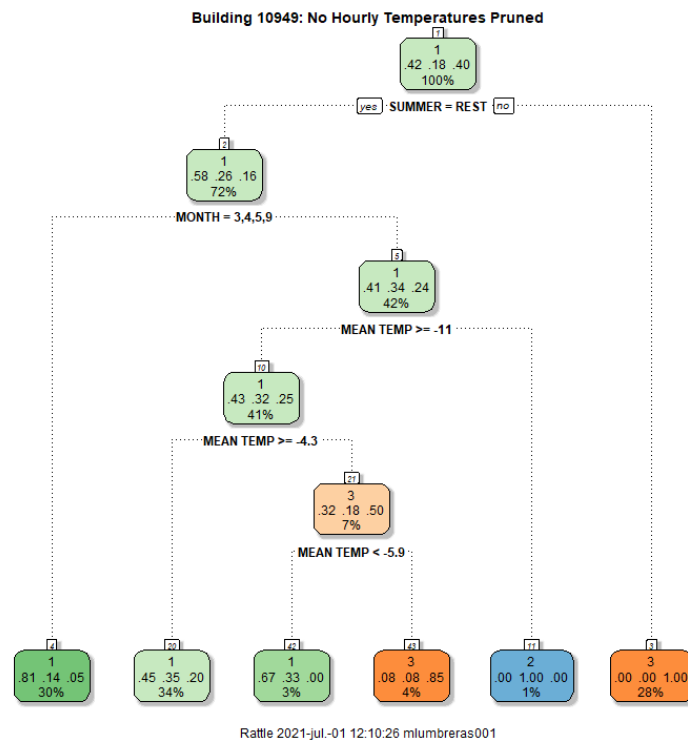 Building 10949: No Hourly Temperatures Pruned
1
1
.42 .18 .40
100%
yes SUMMER = REST no
2
1
.58 .26 .16
72%
MONTH = 3,4,5,9
5
1
.41 .34 .24
42%
MEAN TEMP >= -11
10
1
.43 .32 .25
41%
MEAN TEMP >= -4.3
21
3
.32 .18 .50
7%
MEAN TEMP < -5.9
4
1
.81 .14 .05
30%
20
1
.45 .35 .20
34%
42
1
.67 .33 .00
3%
43
3
.08 .08 .85
4%
11
2
.00 1.00 .00
1%
3
3
.00 .00 1.00
28%
Rattle 2021-jul.-01 12:10:26 mlumbreras001